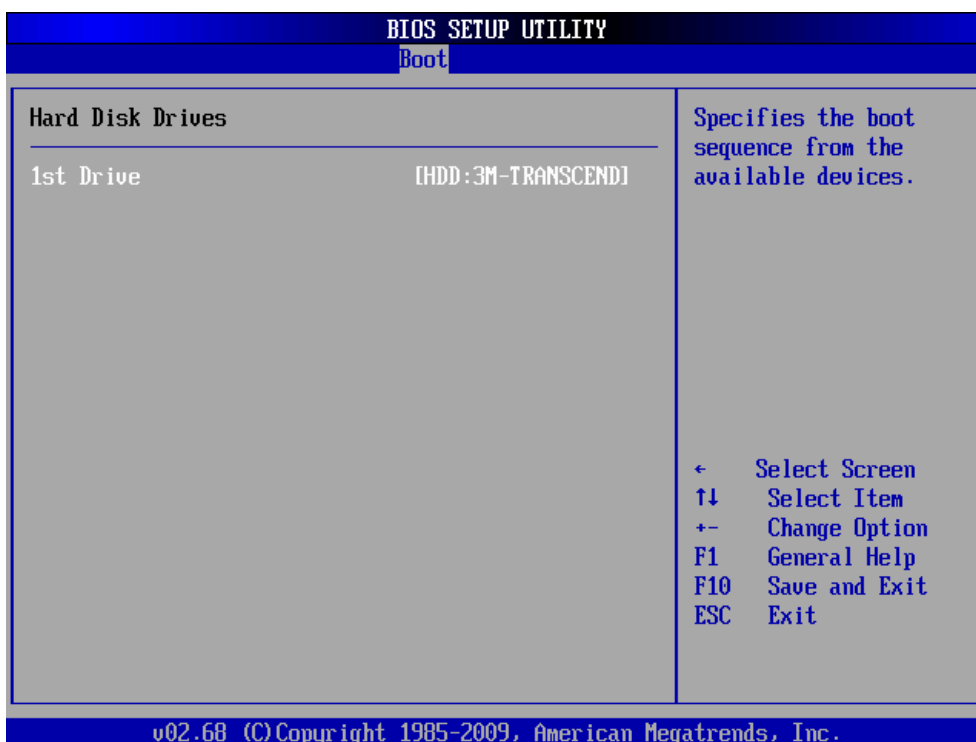 BIOS SETUP UTILITY
Boot
Hard Disk Drives
1st Drive [HDD:3M-TRANSCEND]
Specifies the boot
sequence from the
available devices.
← Select Screen
↑↓ Select Item
+- Change Option
F1 General Help
F10 Save and Exit
ESC Exit
v02.68 (C)Copyright 1985-2009, American Megatrends, Inc.